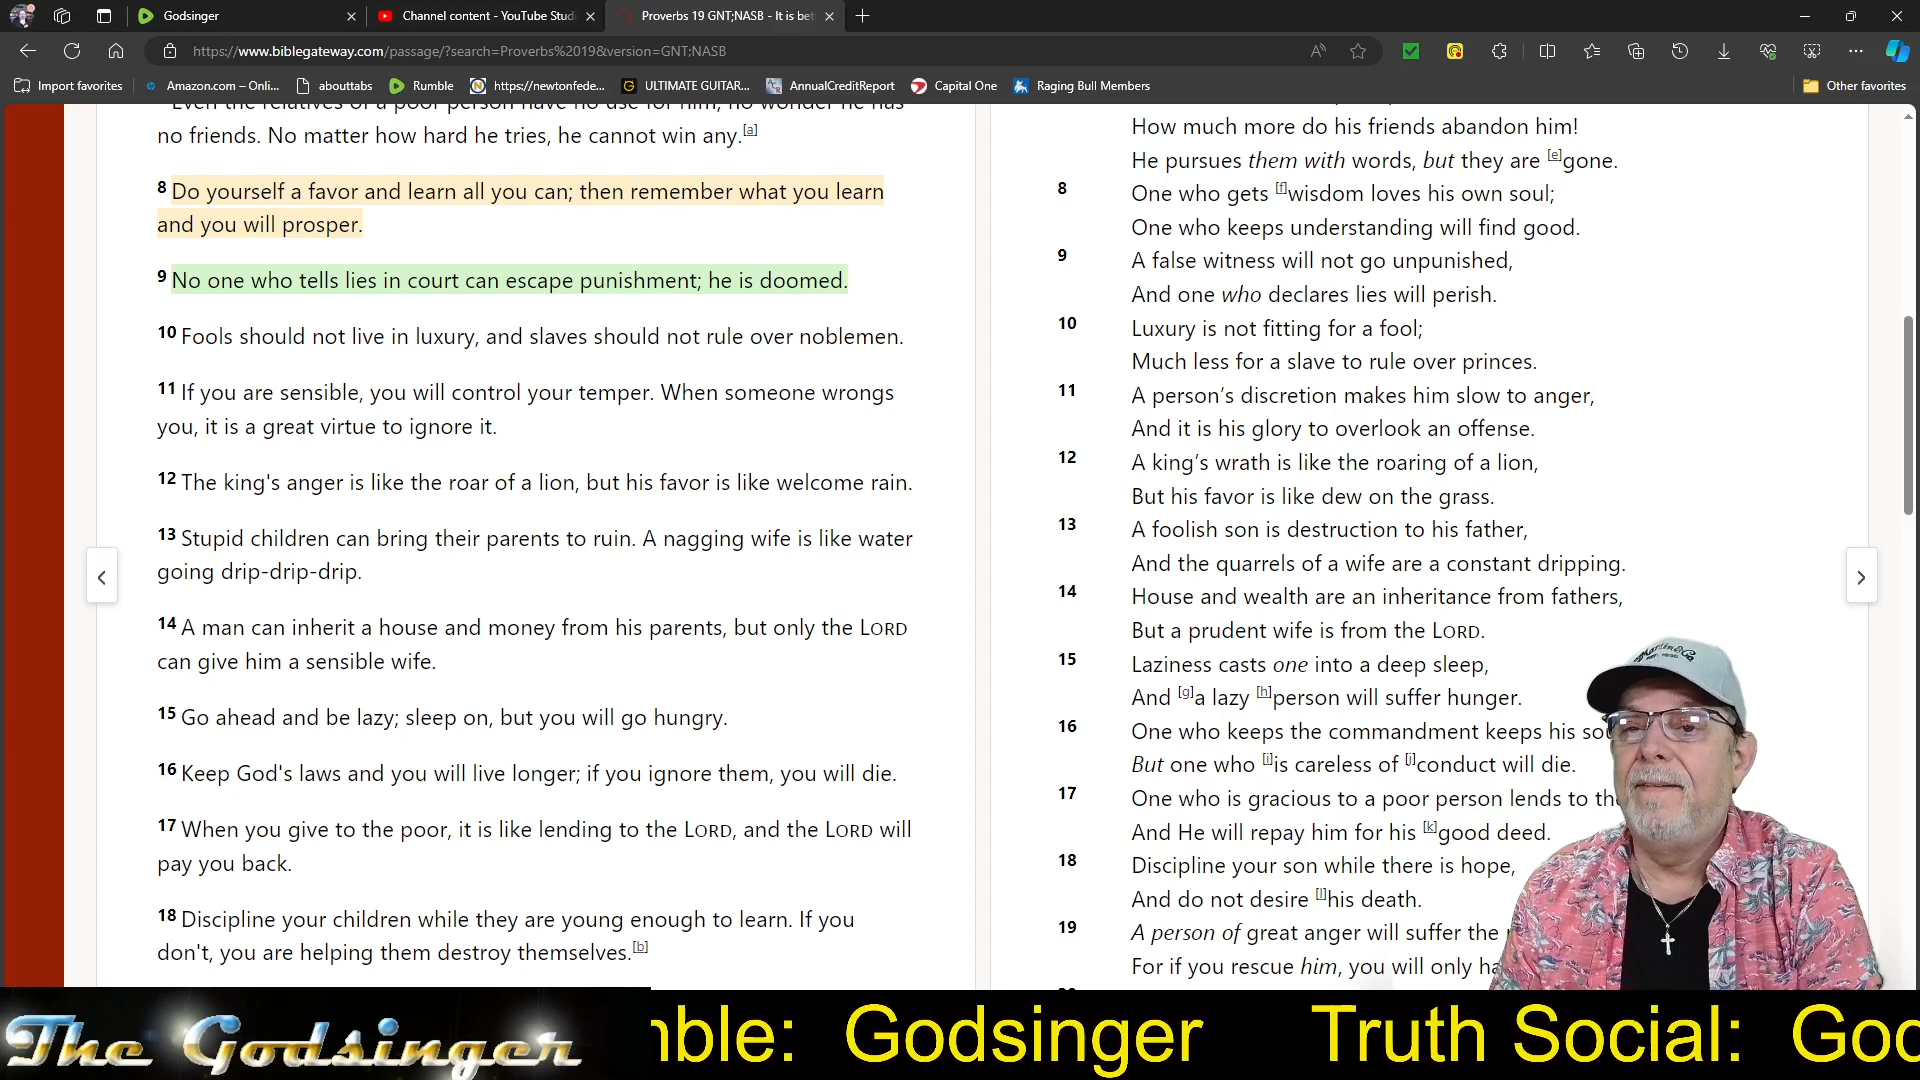 Godsinger
Channel content - YouTube Studi
Proverbs 19 GNT;NASB - It is bet
https://www.biblegateway.com/passage/?search=Proverbs%2019&version=GNT;NASB
Import favorites
Amazon.com – Onli...
abouttabs
Rumble
https://newtonfede...
ULTIMATE GUITAR...
AnnualCreditReport
Capital One
Raging Bull Members
Other favorites
Even the relatives of a poor person have no use for him; no wonder he has
no friends. No matter how hard he tries, he cannot win any.[a]
8 Do yourself a favor and learn all you can; then remember what you learn
and you will prosper.
9 No one who tells lies in court can escape punishment; he is doomed.
10 Fools should not live in luxury, and slaves should not rule over noblemen.
11 If you are sensible, you will control your temper. When someone wrongs
you, it is a great virtue to ignore it.
12 The king's anger is like the roar of a lion, but his favor is like welcome rain.
13 Stupid children can bring their parents to ruin. A nagging wife is like water
going drip-drip-drip.
14 A man can inherit a house and money from his parents, but only the LORD
can give him a sensible wife.
15 Go ahead and be lazy; sleep on, but you will go hungry.
16 Keep God's laws and you will live longer; if you ignore them, you will die.
17 When you give to the poor, it is like lending to the LORD, and the LORD will
pay you back.
18 Discipline your children while they are young enough to learn. If you
don't, you are helping them destroy themselves.[b]
How much more do his friends abandon him!
He pursues them with words, but they are [e]gone.
8 One who gets [f]wisdom loves his own soul;
One who keeps understanding will find good.
9 A false witness will not go unpunished,
And one who declares lies will perish.
10 Luxury is not fitting for a fool;
Much less for a slave to rule over princes.
11 A person’s discretion makes him slow to anger,
And it is his glory to overlook an offense.
12 A king’s wrath is like the roaring of a lion,
But his favor is like dew on the grass.
13 A foolish son is destruction to his father,
And the quarrels of a wife are a constant dripping.
14 House and wealth are an inheritance from fathers,
But a prudent wife is from the LORD.
15 Laziness casts one into a deep sleep,
And [g]a lazy [h]person will suffer hunger.
16 One who keeps the commandment keeps his sou
But one who [i]is careless of [j]conduct will die.
17 One who is gracious to a poor person lends to the
And He will repay him for his [k]good deed.
18 Discipline your son while there is hope,
And do not desire [l]his death.
19 A person of great anger will suffer the
For if you rescue him, you will only ha
Martin & Co
EST. 1833
The Godsinger
mble: Godsinger Truth Social: God